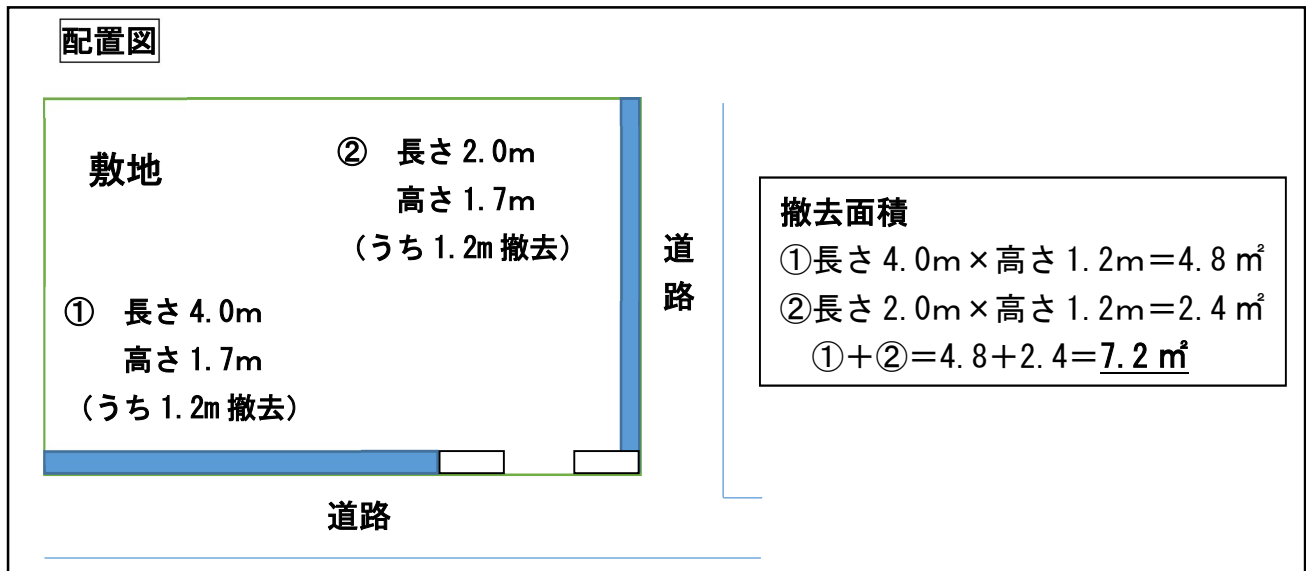 配置図
敷地
② 長さ2.0m
高さ1.7m
(うち1.2m撤去)
① 長さ4.0m
高さ1.7m
(うち1.2m撤去)
道
路
道路
撤去面積
①長さ4.0m×高さ1.2m=4.8㎡
②長さ2.0m×高さ1.2m=2.4㎡
①+②=4.8+2.4=7.2㎡